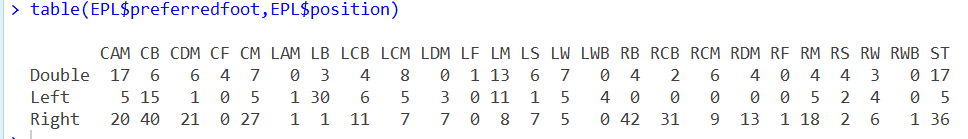 > table(EPL$preferredfoot,EPL$position)
CAM CB CDM CF CM LAM LB LCB LCM LDM LF LM LS LW LWB RB RCB RCM RDM RF RM RS RW RWB ST
Double 17 6 6 4 7 0 3 4 8 0 1 13 6 7 0 4 2 6 4 0 4 4 3 0 17
Left 5 15 1 0 5 1 30 6 5 3 0 11 1 5 4 0 0 0 0 0 5 2 4 0 5
Right 20 40 21 0 27 1 1 11 7 7 0 8 7 5 0 42 31 9 13 1 18 2 6 1 36